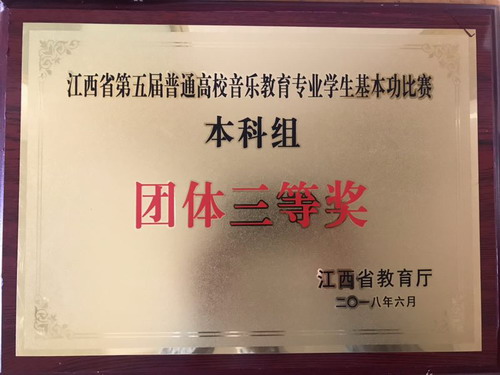 江西省第五届普通高校音乐教育专业学生基本功比赛
本科组
团体三等奖
江西省教育厅
二〇一八年六月